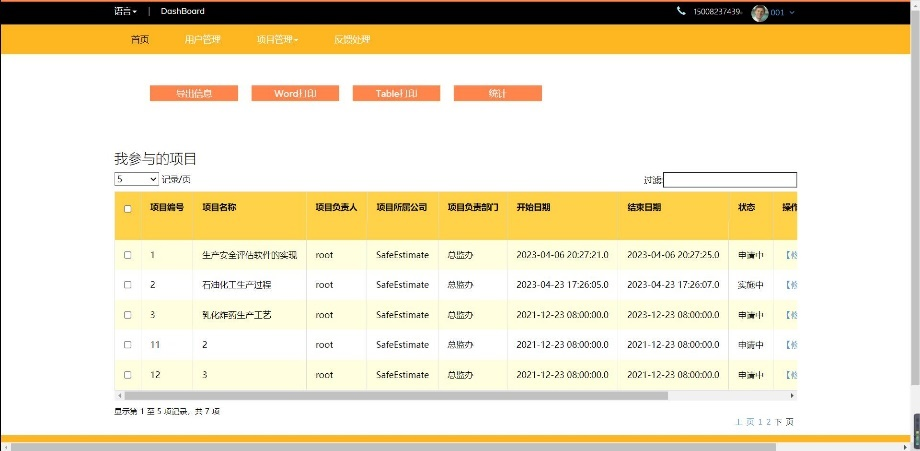 语言 | DashBoard 15008237439 001
首页 用户管理 项目管理 反馈处理
导出信息 Word打印 Table打印 统计
我参与的项目
5 记录/页 过滤:
项目编号 项目名称 项目负责人 项目所属公司 项目负责部门 开始日期 结束日期 状态 操作
1 生产安全评估软件的实现 root SafeEstimate 总监办 2023-04-06 20:27:21.0 2023-04-06 20:27:25.0 申请中 【修
2 石油化工生产过程 root SafeEstimate 总监办 2023-04-23 17:26:05.0 2023-04-23 17:26:07.0 实施中 【修
3 乳化炸药生产工艺 root SafeEstimate 总监办 2021-12-23 08:00:00.0 2023-12-23 08:00:00.0 申请中 【修
11 2 root SafeEstimate 总监办 2021-12-23 08:00:00.0 2021-12-23 08:00:00.0 申请中 【修
12 3 root SafeEstimate 总监办 2021-12-23 08:00:00.0 2021-12-23 08:00:00.0 申请中 【修
显示第 1 至 5 项记录，共 7 项
上 页 1 2 下 页